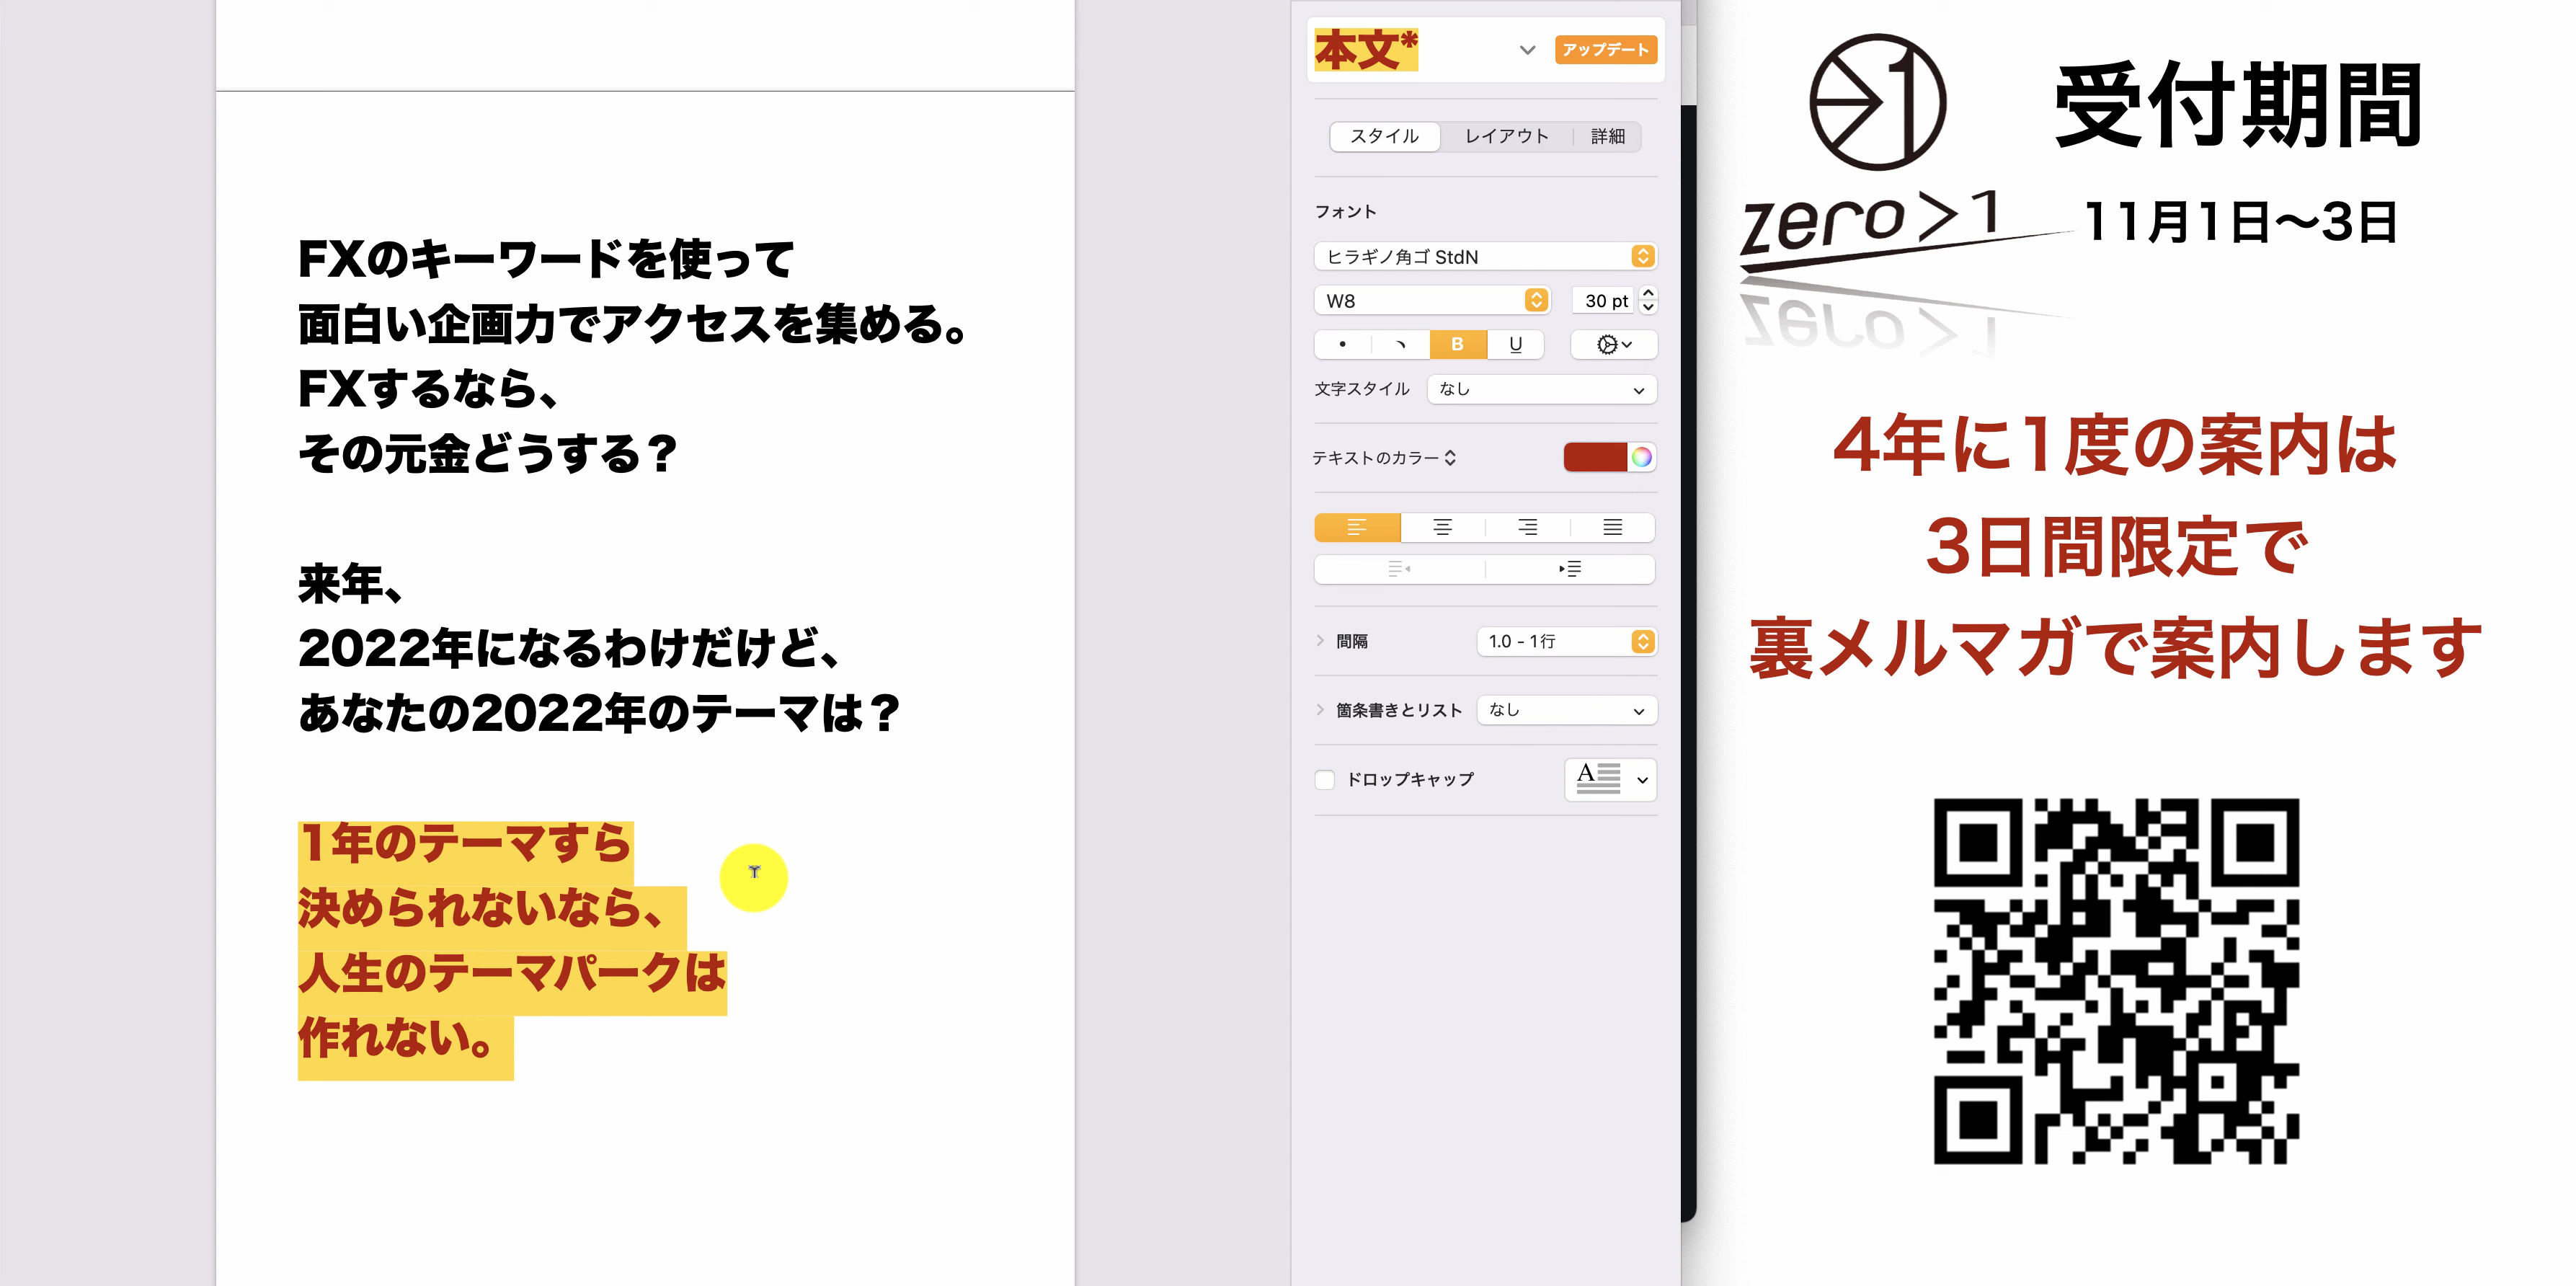 FXのキーワードを使って
面白い企画力でアクセスを集める。
FXするなら、
その元金どうする？
来年、
2022年になるわけだけど、
あなたの2022年のテーマは？
1年のテーマすら
決められないなら、
人生のテーマパークは
作れない。
本文*
アップデート
スタイル
レイアウト
詳細
フォント
ヒラギノ角ゴ StdN
W8
30 pt
B
U
文字スタイル
なし
テキストのカラー
間隔
1.0 - 1行
箇条書きとリスト
なし
ドロップキャップ
A
1
受付期間
zero>1
11月1日〜3日
4年に1度の案内は
3日間限定で
裏メルマガで案内します